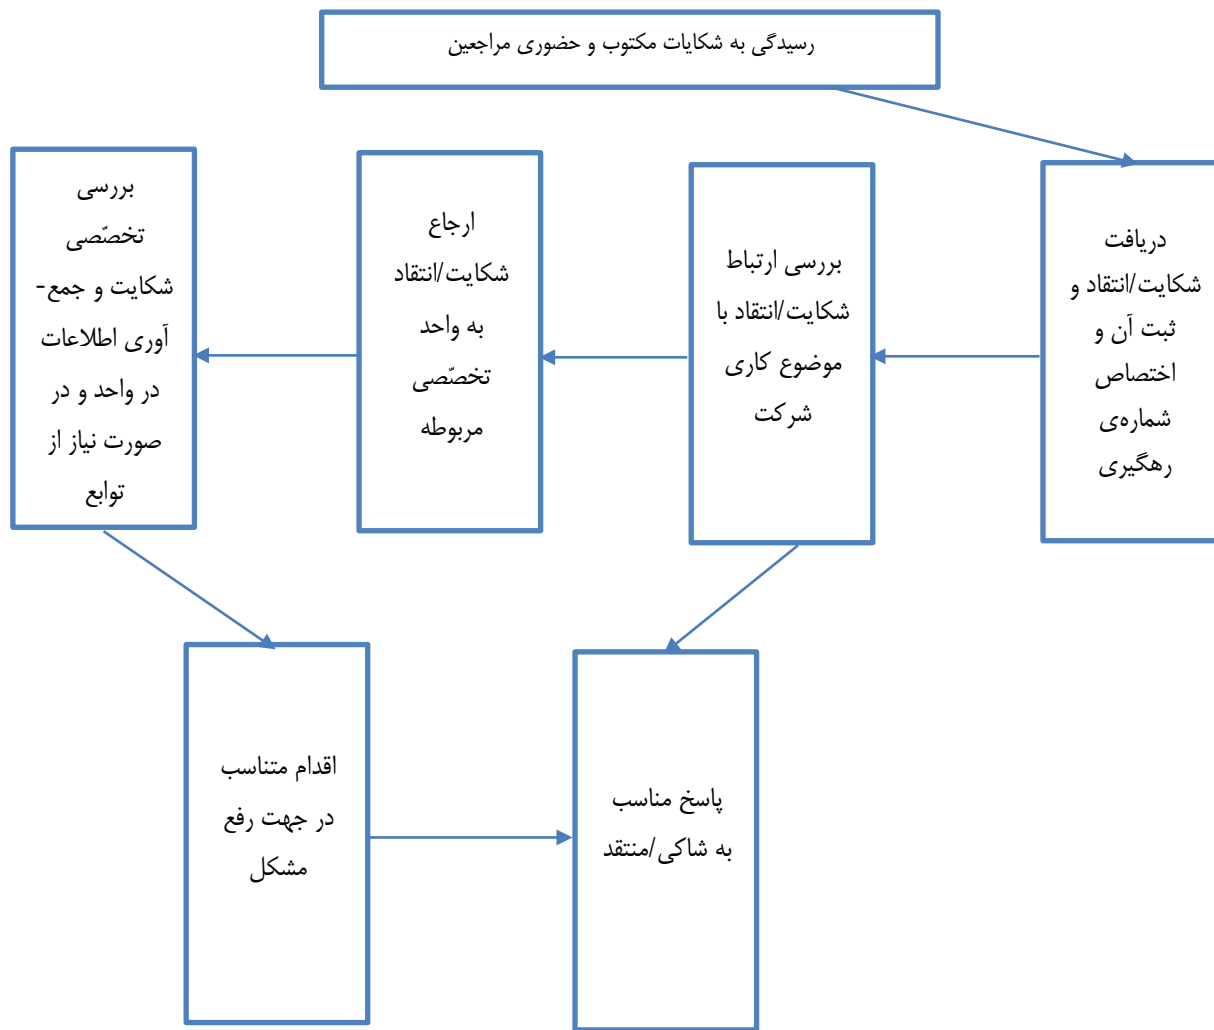 رسیدگی به شکایات مکتوب و حضوری مراجعین
دریافت
شکایت/انتقاد و
ثبت آن و
اختصاص
شماره‌ی
رهگیری
بررسی ارتباط
شکایت/انتقاد با
موضوع کاری
شرکت
ارجاع
شکایت/انتقاد
به واحد
تخصّصی
مربوطه
بررسی
تخصّصی
شکایت و جمع-
آوری اطلاعات
در واحد و در
صورت نیاز از
توابع
اقدام متناسب
در جهت رفع
مشکل
پاسخ مناسب
به شاکی/منتقد